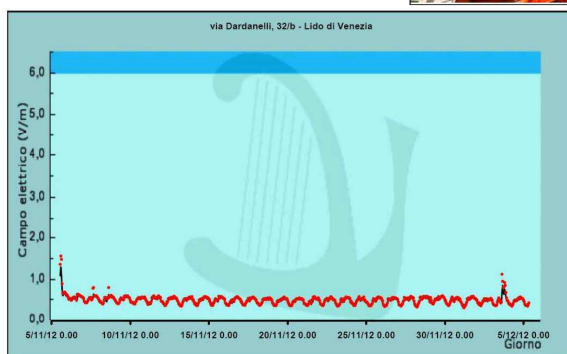 via Dardanelli, 32/b - Lido di Venezia
Campo elettrico (V/m)
6,0
5,0
4,0
3,0
2,0
1,0
0,0
5/11/12 0.00 10/11/12 0.00 15/11/12 0.00 20/11/12 0.00 25/11/12 0.00 30/11/12 0.00 5/12/12 0.00
Giorno